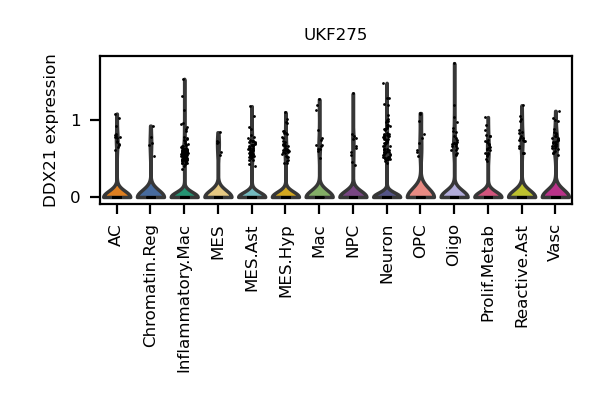 UKF275
DDX21 expression
1
0
AC
Chromatin.Reg
Inflammatory.Mac
MES
MES.Ast
MES.Hyp
Mac
NPC
Neuron
OPC
Oligo
Prolif.Metab
Reactive.Ast
Vasc